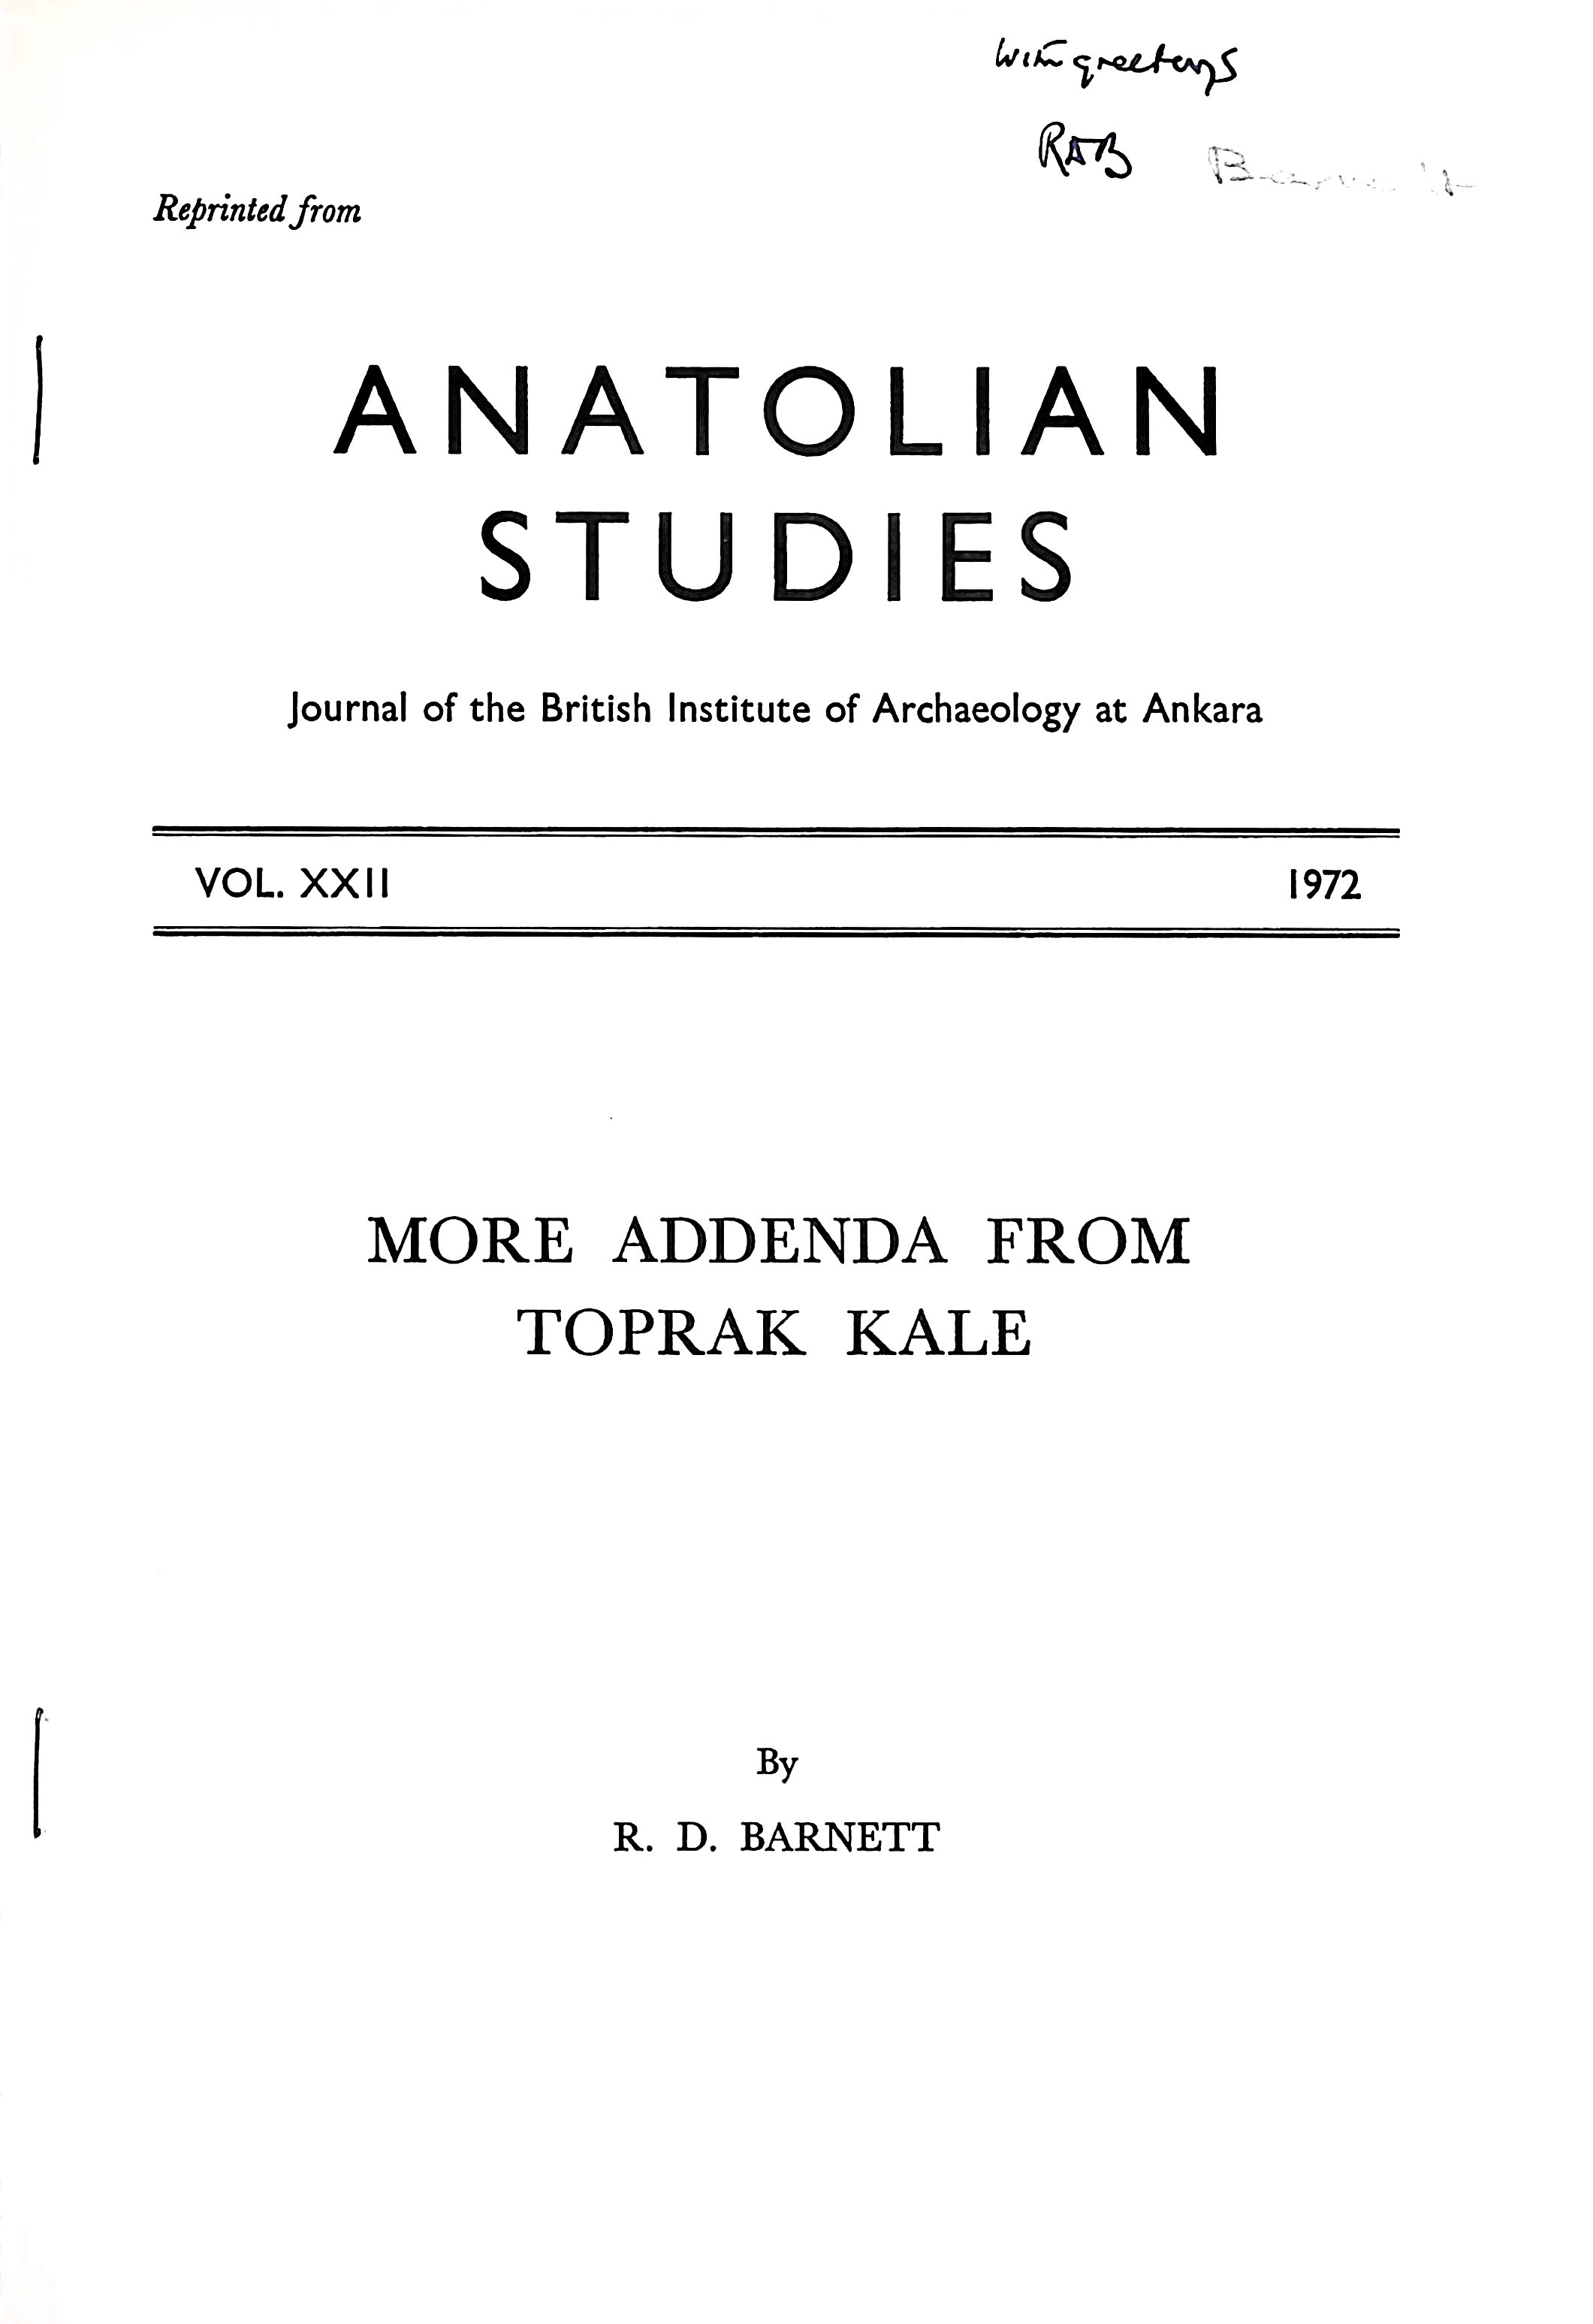 With greetings
RDB Barnett
Reprinted from
ANATOLIAN
STUDIES
Journal of the British Institute of Archaeology at Ankara
VOL. XXII 1972
MORE ADDENDA FROM
TOPRAK KALE
By
R. D. BARNETT